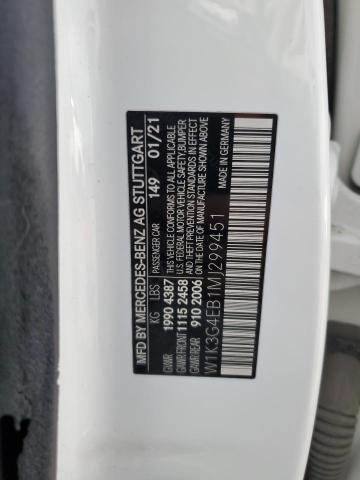 MFD BY MERCEDES-BENZ AG STUTTGART
KG LBS PASSENGER CAR 149 01/21
GVWR 1990 4387 THIS VEHICLE CONFORMS TO ALL APPLICABLE
GAWR FRONT 1115 2458 U.S. FEDERAL MOTOR VEHICLE SAFETY, BUMPER
GAWR REAR 910 2006 AND THEFT PREVENTION STANDARDS IN EFFECT
ON THE DATE OF MANUFACTURE SHOWN ABOVE
W1K3G4EB1MJ299451
MADE IN GERMANY